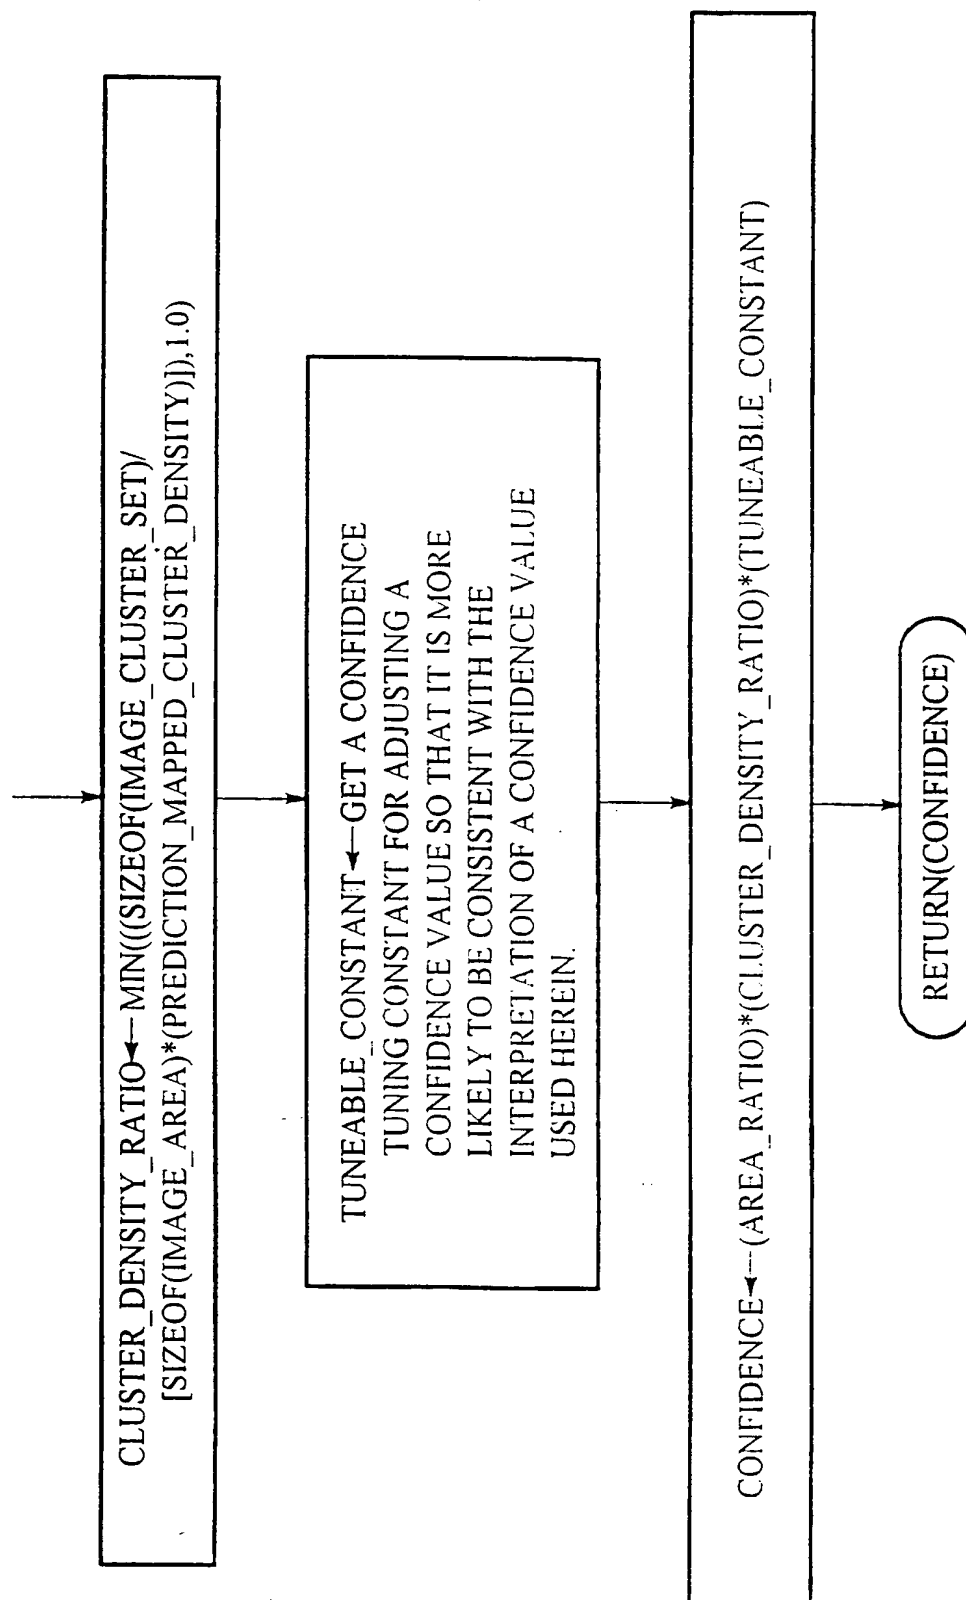 CLUSTER_DENSITY_RATIO←MIN(((SIZEOF(IMAGE_CLUSTER_SET)/
[SIZEOF(IMAGE_AREA)*(PREDICTION_MAPPED_CLUSTER_DENSITY)]),1.0)
TUNEABLE_CONSTANT←GET A CONFIDENCE
TUNING CONSTANT FOR ADJUSTING A
CONFIDENCE VALUE SO THAT IT IS MORE
LIKELY TO BE CONSISTENT WITH THE
INTERPRETATION OF A CONFIDENCE VALUE
USED HEREIN.
CONFIDENCE←(AREA_RATIO)*(CLUSTER_DENSITY_RATIO)*(TUNEABLE_CONSTANT)
RETURN(CONFIDENCE)